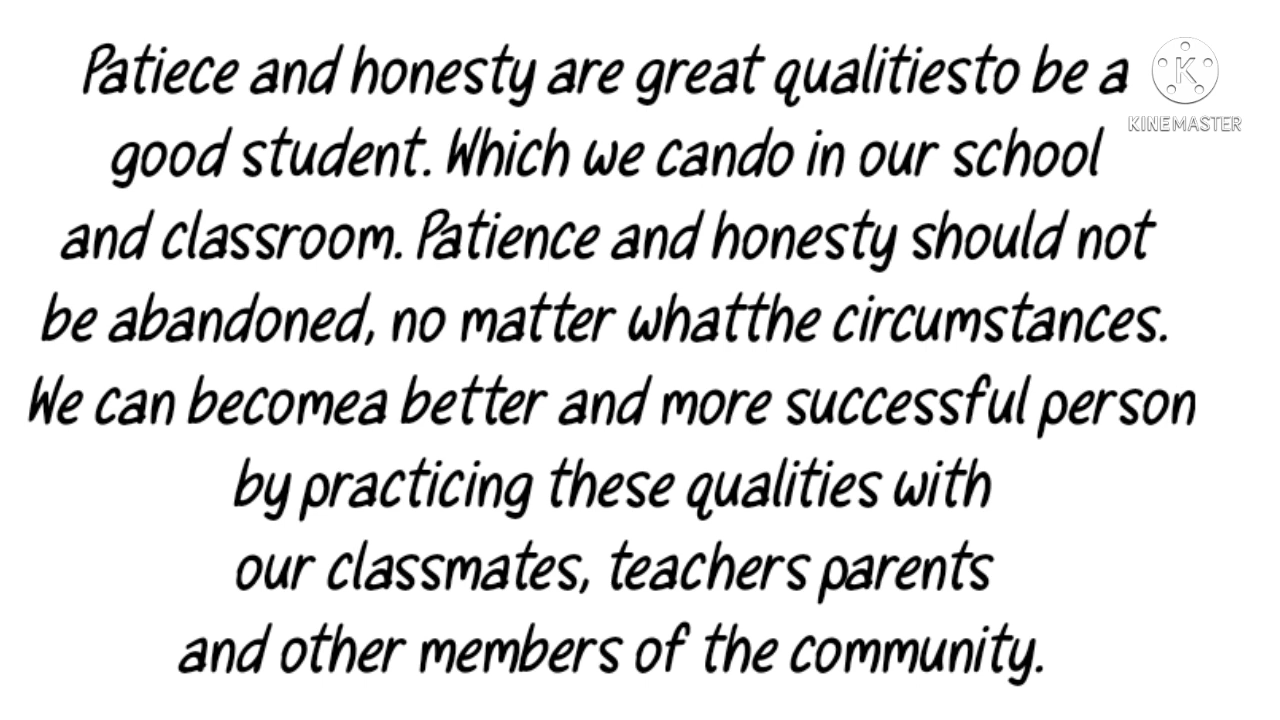 Patiece and honesty are great qualitiesto be a
good student. Which we cando in our school
and classroom. Patience and honesty should not
be abandoned, no matter whatthe circumstances.
We can becomea better and more successful person
by practicing these qualities with
our classmates, teachers parents
and other members of the community.
K
KINEMASTER